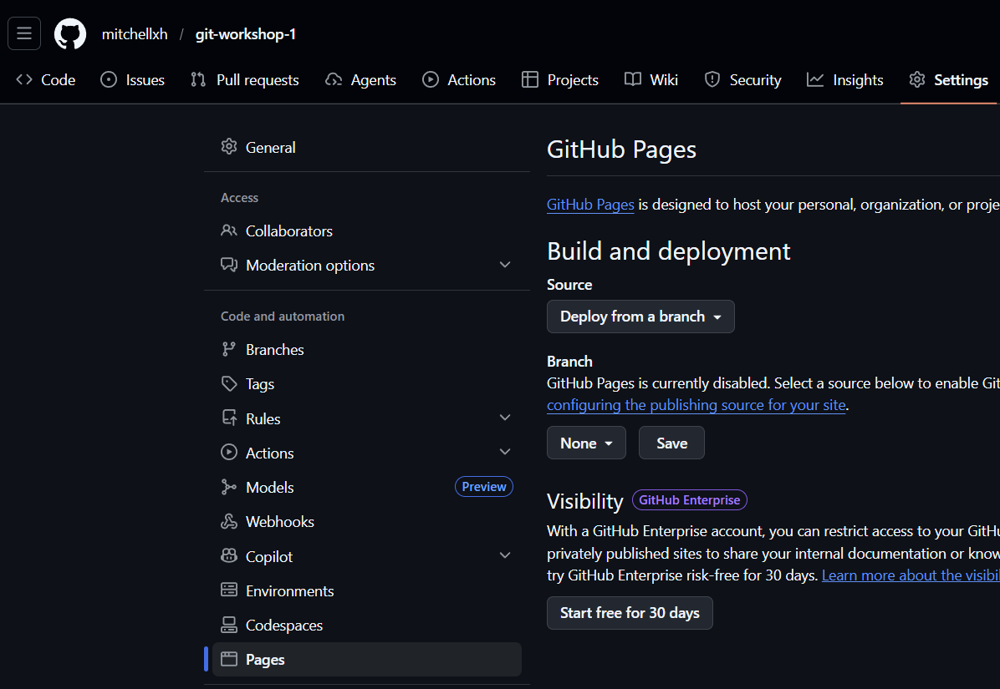 mitchellxh / git-workshop-1
Code Issues Pull requests Agents Actions Projects Wiki Security Insights Settings
General
Access
Collaborators
Moderation options
Code and automation
Branches
Tags
Rules
Actions
Models Preview
Webhooks
Copilot
Environments
Codespaces
Pages
GitHub Pages
GitHub Pages is designed to host your personal, organization, or proje
Build and deployment
Source
Deploy from a branch
Branch
GitHub Pages is currently disabled. Select a source below to enable Git
configuring the publishing source for your site.
None Save
Visibility GitHub Enterprise
With a GitHub Enterprise account, you can restrict access to your GitHu
privately published sites to share your internal documentation or know
try GitHub Enterprise risk-free for 30 days. Learn more about the visibil
Start free for 30 days